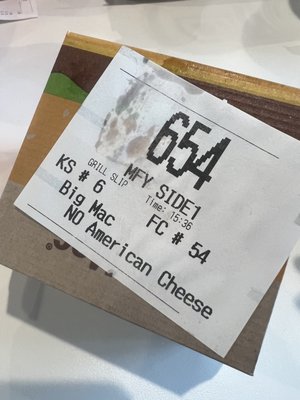 654
MFY SIDE1
GRILL SLIP Time: 15:36
KS # 6 FC # 54
Big Mac
NO American Cheese